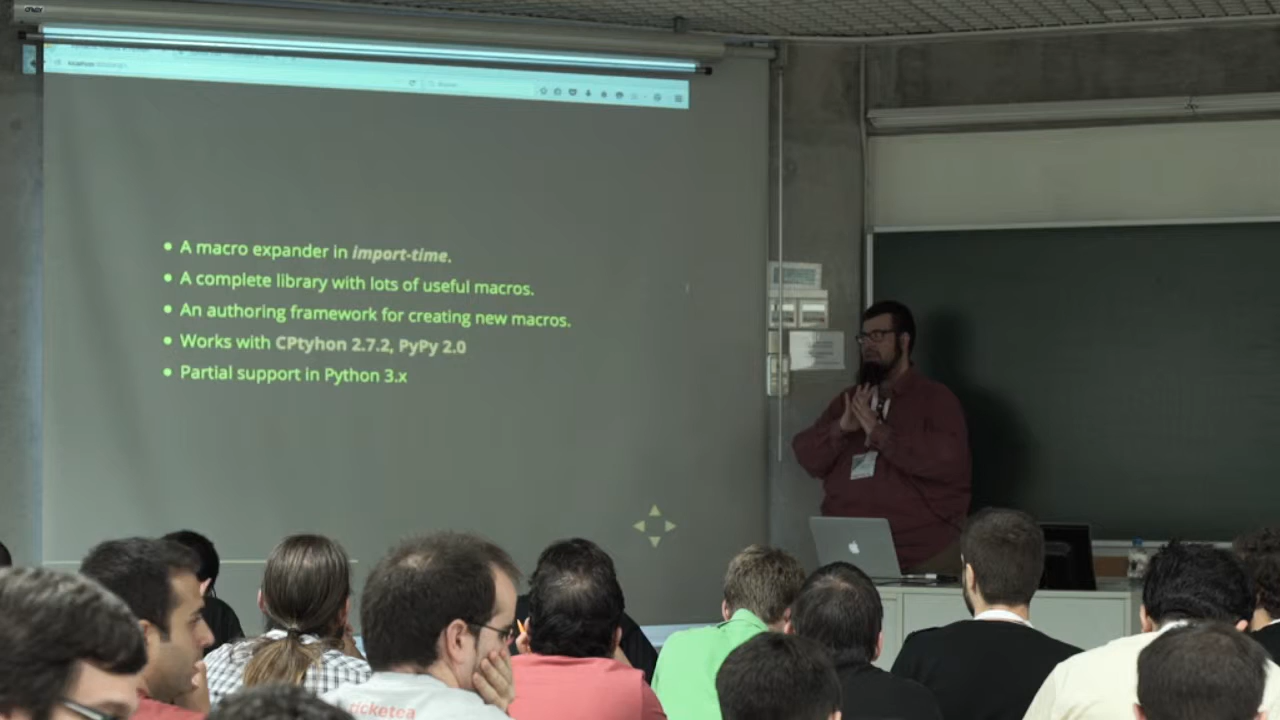 localhost
A macro expander in import-time.
A complete library with lots of useful macros.
An authoring framework for creating new macros.
Works with CPtyhon 2.7.2, PyPy 2.0
Partial support in Python 3.x
ticketea